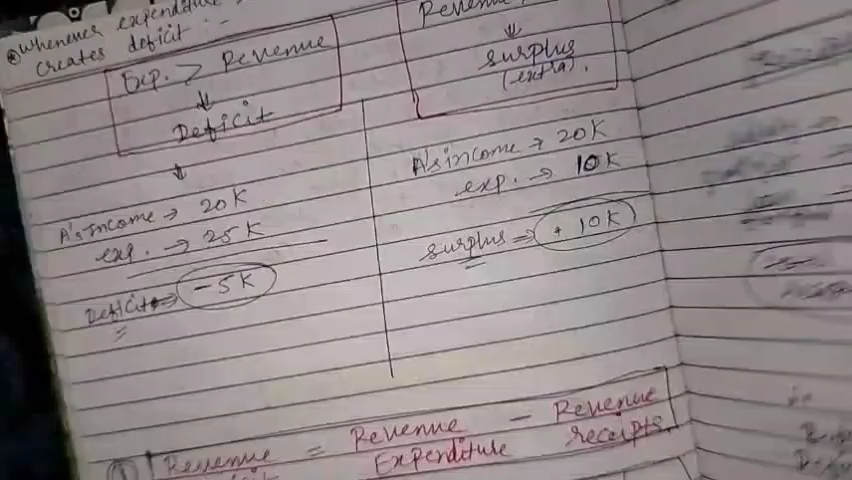 whenever expenditure
creates deficit :-
Exp. > Revenue
↓
Deficit
↓
A's income → 20K
exp. → 25K
Deficit ⇒ -5K
Revenue
↓
surplus
(extra).
A's income → 20K
exp. → 10K
surplus ⇒ + 10K
① Revenue = Revenue Expenditure - Revenue receipts